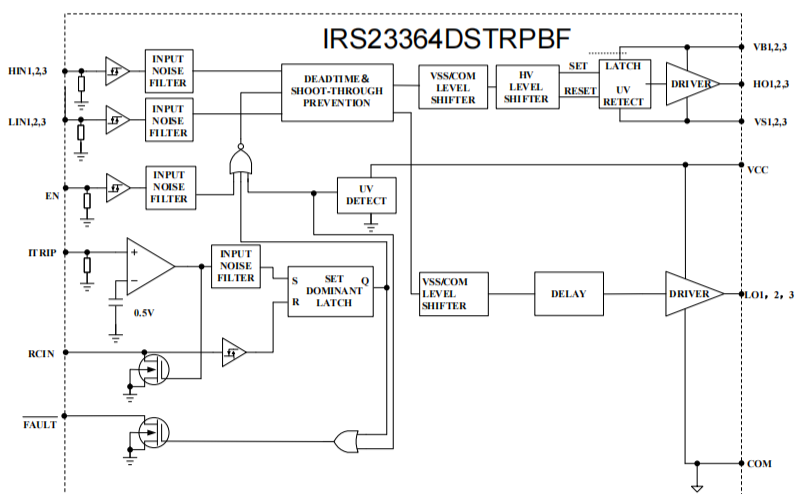 IRS23364DSTRPBF
HIN1,2,3
INPUT
NOISE
FILTER
LIN1,2,3
INPUT
NOISE
FILTER
DEADTIME &
SHOOT-THROUGH
PREVENTION
VSS/COM
LEVEL
SHIFTER
HV
LEVEL
SHIFTER
SET
RESET
LATCH
UV
RETECT
DRIVER
VB1,2,3
HO1,2,3
VS1,2,3
EN
INPUT
NOISE
FILTER
UV
DETECT
VCC
ITRIP
+
−
0.5V
INPUT
NOISE
FILTER
S
R
SET
DOMINANT
LATCH
Q
VSS/COM
LEVEL
SHIFTER
DELAY
DRIVER
LO1, 2, 3
RCIN
FAULT
COM